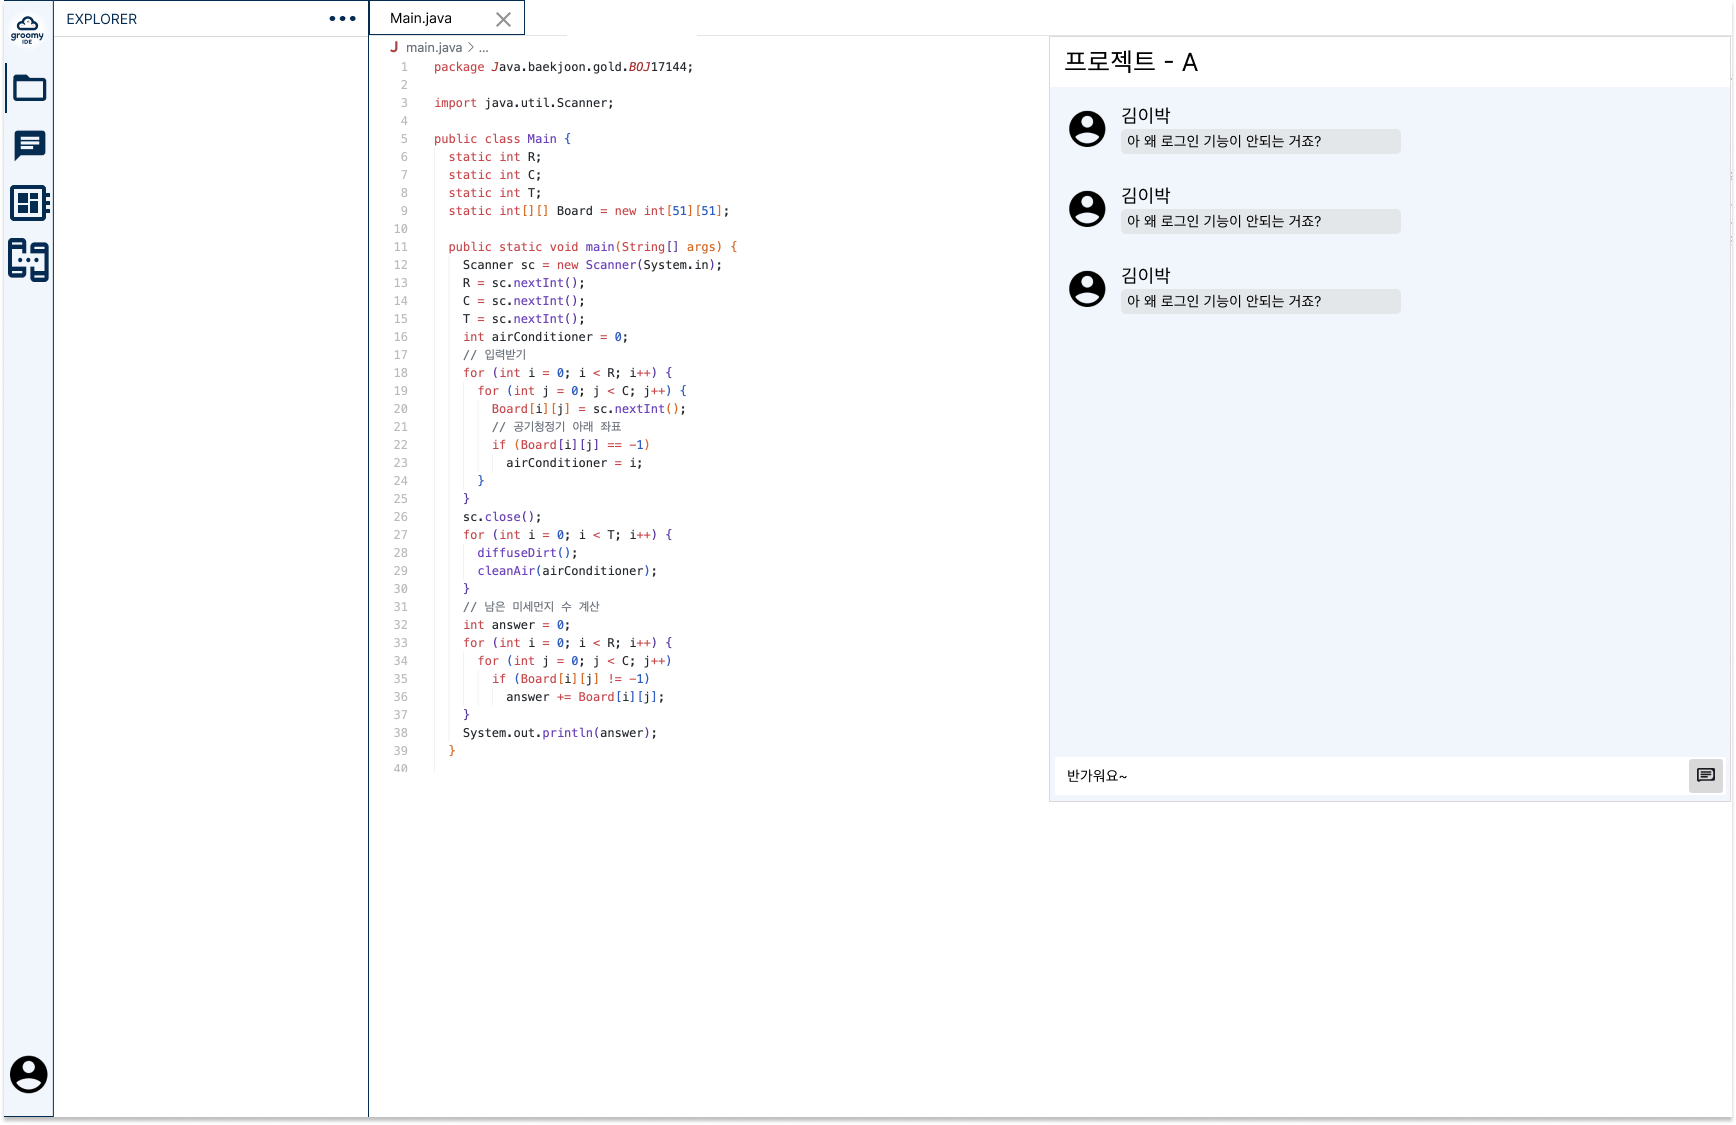 groomy
IDE
EXPLORER
Main.java
main.java > ...
1 package Java.baekjoon.gold.BOJ17144;
2
3 import java.util.Scanner;
4
5 public class Main {
6 static int R;
7 static int C;
8 static int T;
9 static int[][] Board = new int[51][51];
10
11 public static void main(String[] args) {
12 Scanner sc = new Scanner(System.in);
13 R = sc.nextInt();
14 C = sc.nextInt();
15 T = sc.nextInt();
16 int airConditioner = 0;
17 // 입력받기
18 for (int i = 0; i < R; i++) {
19 for (int j = 0; j < C; j++) {
20 Board[i][j] = sc.nextInt();
21 // 공기청정기 아래 좌표
22 if (Board[i][j] == -1)
23 airConditioner = i;
24 }
25 }
26 sc.close();
27 for (int i = 0; i < T; i++) {
28 diffuseDirt();
29 cleanAir(airConditioner);
30 }
31 // 남은 미세먼지 수 계산
32 int answer = 0;
33 for (int i = 0; i < R; i++) {
34 for (int j = 0; j < C; j++)
35 if (Board[i][j] != -1)
36 answer += Board[i][j];
37 }
38 System.out.println(answer);
39 }
40
프로젝트 - A
김이박
아 왜 로그인 기능이 안되는 거죠?
김이박
아 왜 로그인 기능이 안되는 거죠?
김이박
아 왜 로그인 기능이 안되는 거죠?
반가워요~